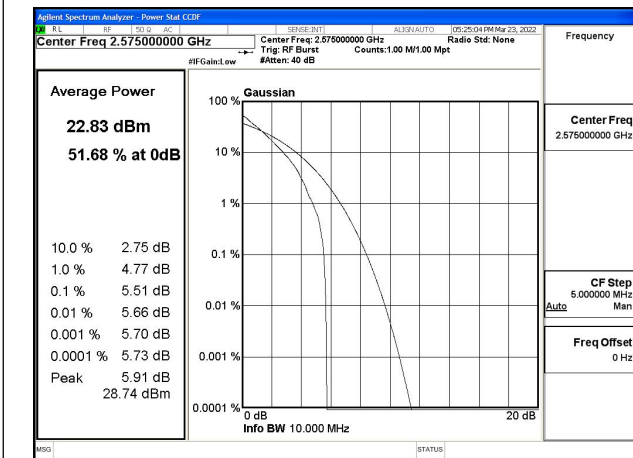 Agilent Spectrum Analyzer - Power Stat CCDF
RL RF 50 Ω AC SENSE:INT ALIGN AUTO 05:25:04 PM Mar 23, 2022
Center Freq 2.575000000 GHz
Center Freq: 2.575000000 GHz Radio Std: None
Trig: RF Burst Counts:1.00 M/1.00 Mpt
#IFGain:Low #Atten: 40 dB
Frequency
Average Power
22.83 dBm
51.68 % at 0dB
10.0 % 2.75 dB
1.0 % 4.77 dB
0.1 % 5.51 dB
0.01 % 5.66 dB
0.001 % 5.70 dB
0.0001 % 5.73 dB
Peak 5.91 dB
28.74 dBm
Gaussian
100 %
10 %
1 %
0.1 %
0.01 %
0.001 %
0.0001 %
0 dB 20 dB
Info BW 10.000 MHz
Center Freq
2.575000000 GHz
CF Step
5.000000 MHz
Auto Man
Freq Offset
0 Hz
MSG STATUS